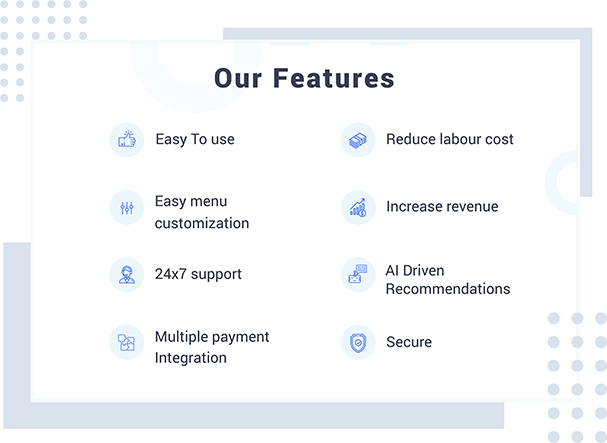 Our Features
Easy To use
Reduce labour cost
Easy menu
customization
Increase revenue
24x7 support
AI Driven
Recommendations
Multiple payment
Integration
Secure